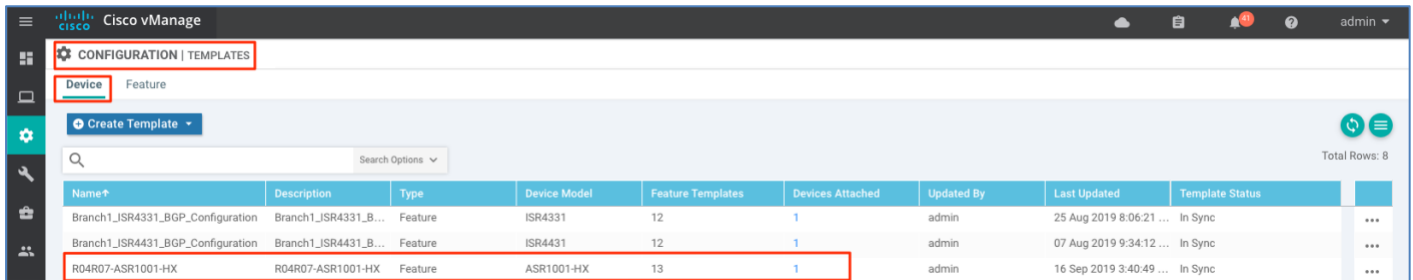 cisco Cisco vManage 41 admin
CONFIGURATION | TEMPLATES
Device Feature
Create Template
Search Options
Total Rows: 8
Name↑ Description Type Device Model Feature Templates Devices Attached Updated By Last Updated Template Status
Branch1_ISR4331_BGP_Configuration Branch1_ISR4331_B... Feature ISR4331 12 1 admin 25 Aug 2019 8:06:21 ... In Sync ...
Branch1_ISR4431_BGP_Configuration Branch1_ISR4431_B... Feature ISR4431 12 1 admin 07 Aug 2019 9:34:12 ... In Sync ...
R04R07-ASR1001-HX R04R07-ASR1001-HX Feature ASR1001-HX 13 1 admin 16 Sep 2019 3:40:49 ... In Sync ...